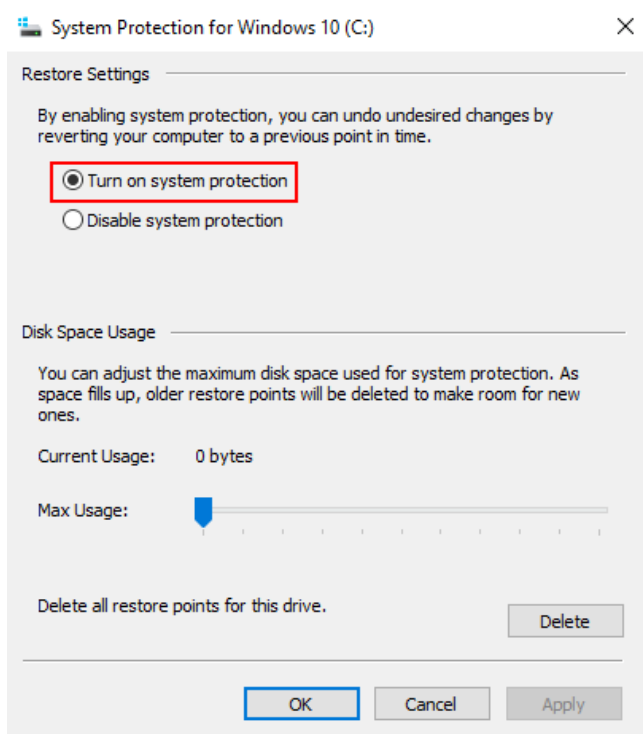 System Protection for Windows 10 (C:)
Restore Settings
By enabling system protection, you can undo undesired changes by
reverting your computer to a previous point in time.
Turn on system protection
Disable system protection
Disk Space Usage
You can adjust the maximum disk space used for system protection. As
space fills up, older restore points will be deleted to make room for new
ones.
Current Usage: 0 bytes
Max Usage:
Delete all restore points for this drive.
Delete
OK Cancel Apply